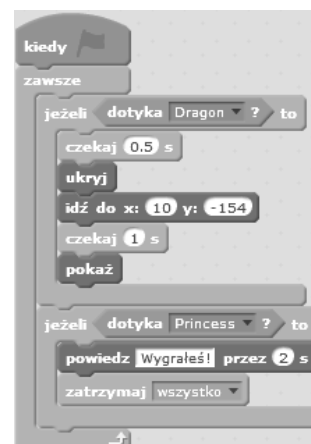 kiedy
zawsze
jeżeli dotyka Dragon ? to
czekaj 0.5 s
ukryj
idź do x: 10 y: -154
czekaj 1 s
pokaż
jeżeli dotyka Princess ? to
powiedz Wygrałeś! przez 2 s
zatrzymaj wszystko